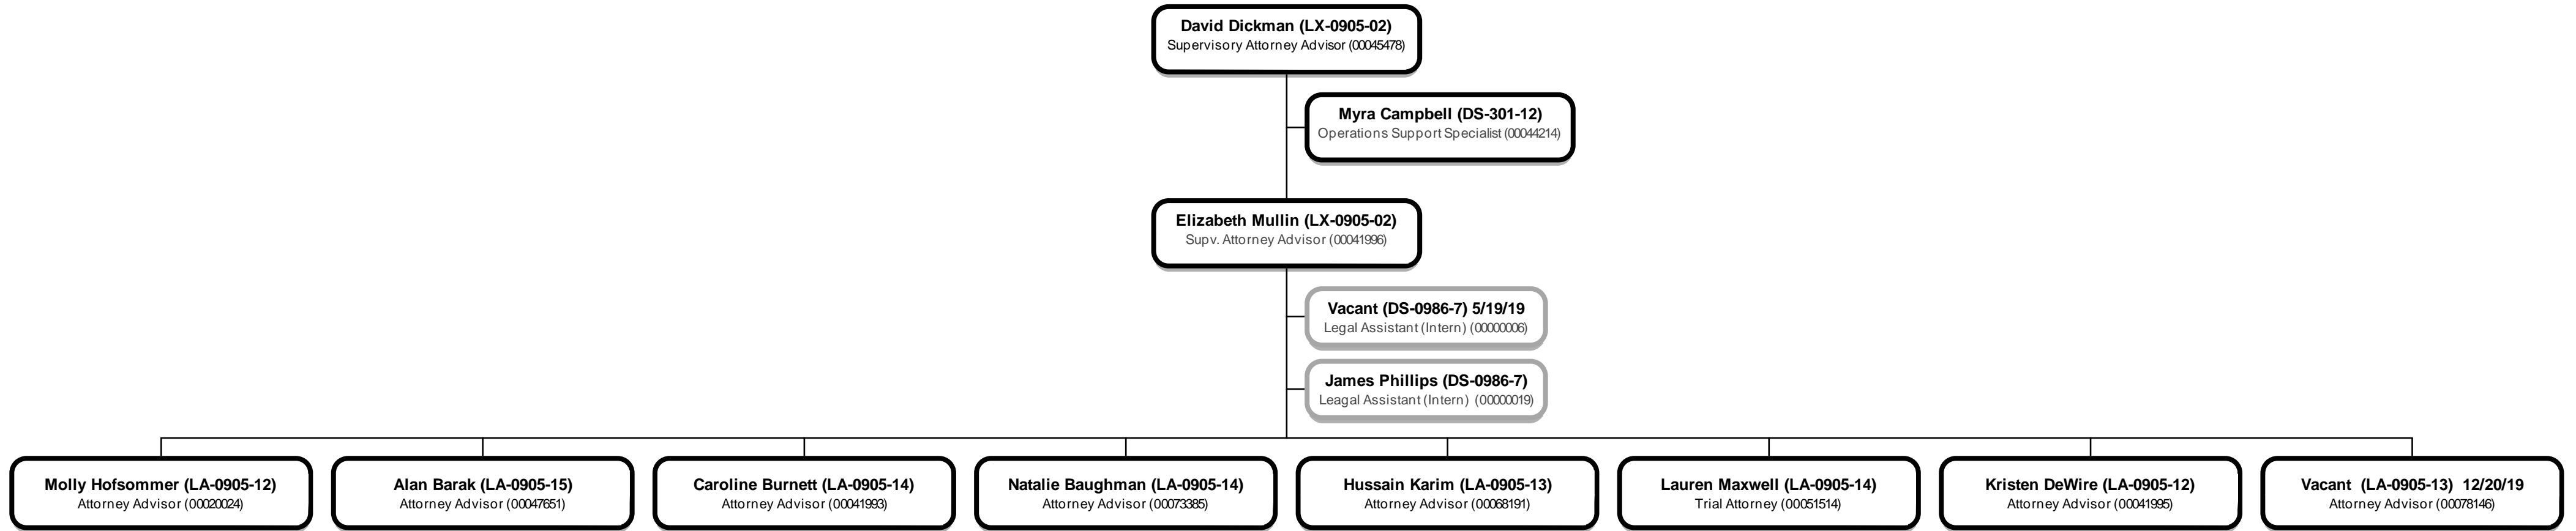 David Dickman (LX-0905-02)
Supervisory Attorney Advisor (00045478)
Myra Campbell (DS-301-12)
Operations Support Specialist (00044214)
Elizabeth Mullin (LX-0905-02)
Supv. Attorney Advisor (00041996)
Vacant (DS-0986-7) 5/19/19
Legal Assistant (Intern) (00000006)
James Phillips (DS-0986-7)
Leagal Assistant (Intern) (00000019)
Molly Hofsommer (LA-0905-12)
Attorney Advisor (00020024)
Alan Barak (LA-0905-15)
Attorney Advisor (00047651)
Caroline Burnett (LA-0905-14)
Attorney Advisor (00041993)
Natalie Baughman (LA-0905-14)
Attorney Advisor (00073385)
Hussain Karim (LA-0905-13)
Attorney Advisor (00068191)
Lauren Maxwell (LA-0905-14)
Trial Attorney (00051514)
Kristen DeWire (LA-0905-12)
Attorney Advisor (00041995)
Vacant (LA-0905-13) 12/20/19
Attorney Advisor (00078146)